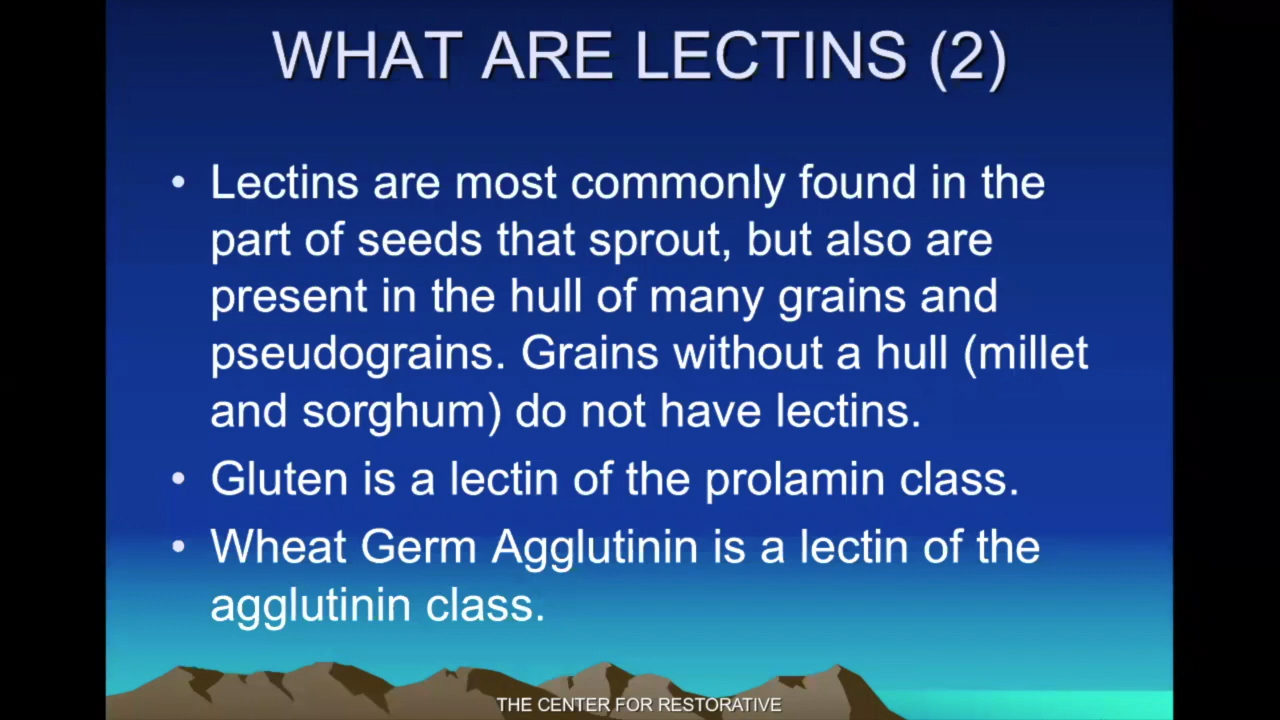 WHAT ARE LECTINS (2)
• Lectins are most commonly found in the
part of seeds that sprout, but also are
present in the hull of many grains and
pseudograins. Grains without a hull (millet
and sorghum) do not have lectins.
• Gluten is a lectin of the prolamin class.
• Wheat Germ Agglutinin is a lectin of the
agglutinin class.
THE CENTER FOR RESTORATIVE